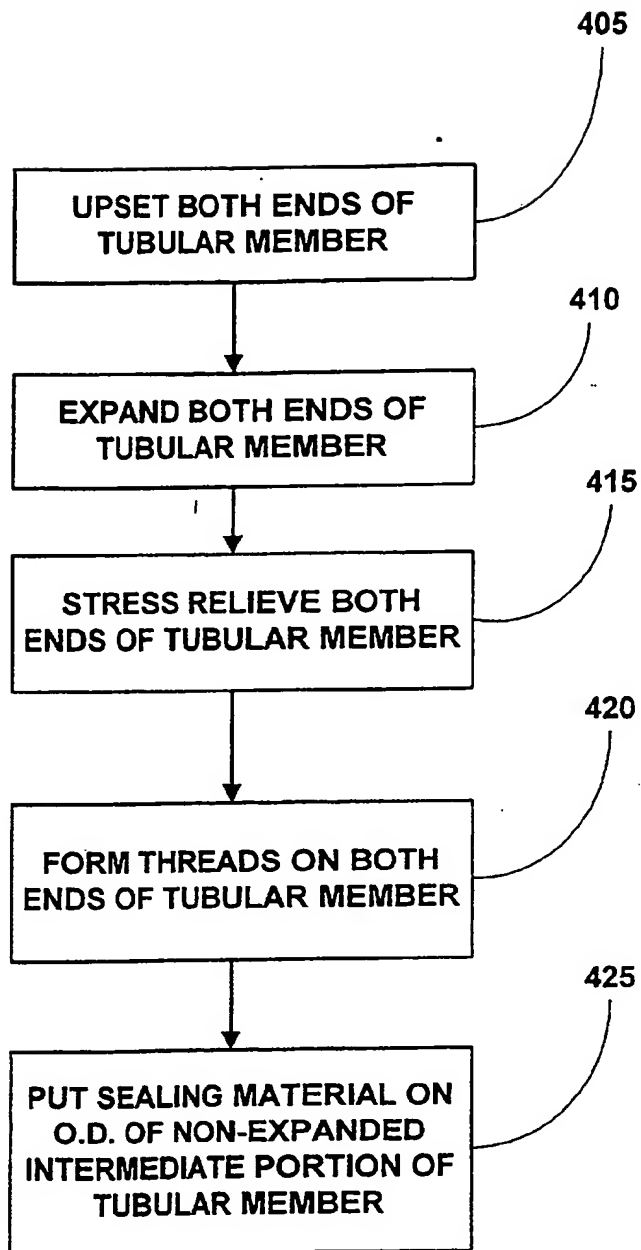 405
UPSET BOTH ENDS OF
TUBULAR MEMBER
410
EXPAND BOTH ENDS OF
TUBULAR MEMBER
415
STRESS RELIEVE BOTH
ENDS OF TUBULAR MEMBER
420
FORM THREADS ON BOTH
ENDS OF TUBULAR MEMBER
425
PUT SEALING MATERIAL ON
O.D. OF NON-EXPANDED
INTERMEDIATE PORTION OF
TUBULAR MEMBER